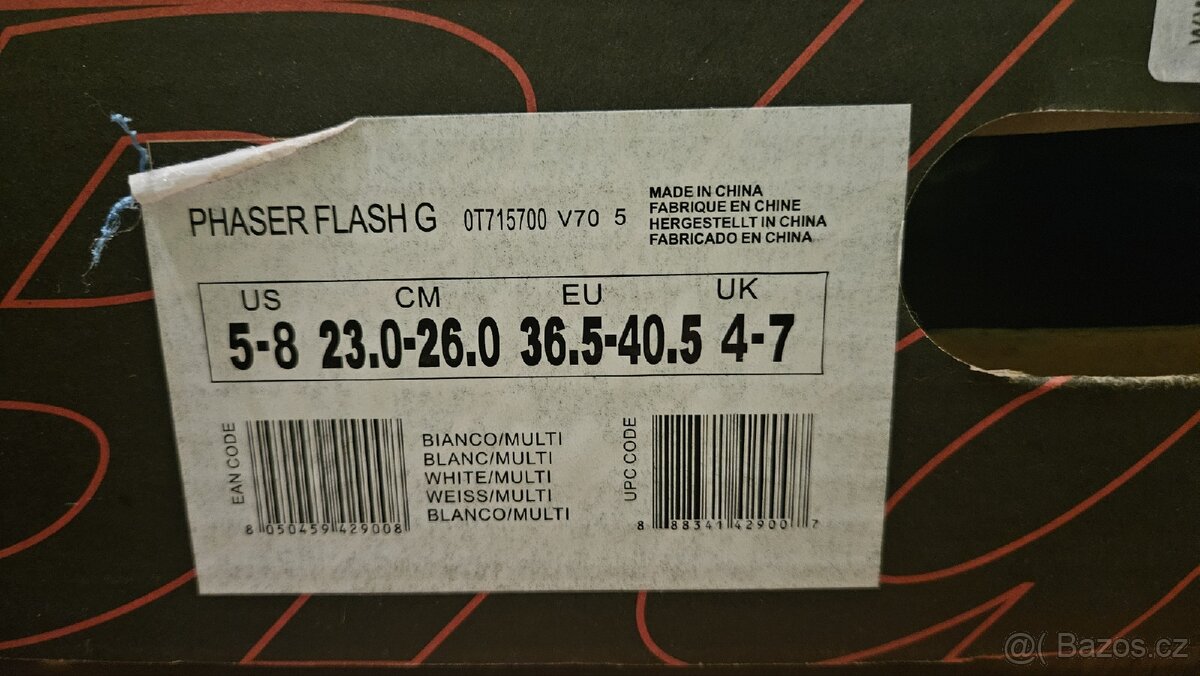 PHASER FLASH G 0T715700 V70 5
MADE IN CHINA
FABRIQUE EN CHINE
HERGESTELLT IN CHINA
FABRICADO EN CHINA
US CM EU UK
5-8 23.0-26.0 36.5-40.5 4-7
EAN CODE
8 050459 429008
BIANCO/MULTI
BLANC/MULTI
WHITE/MULTI
WEISS/MULTI
BLANCO/MULTI
UPC CODE
8 88341 42900 7
@( Bazos.cz